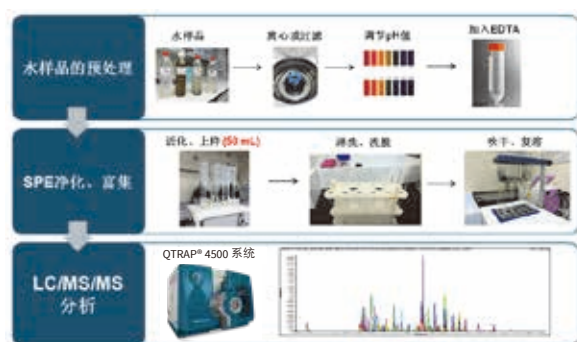 水样品的预处理
水样品
离心或过滤
调节pH值
加入EDTA
SPE净化、富集
活化、上样 (50 mL)
淋洗、洗脱
吹干、复溶
LC/MS/MS
分析
QTRAP® 4500 系统